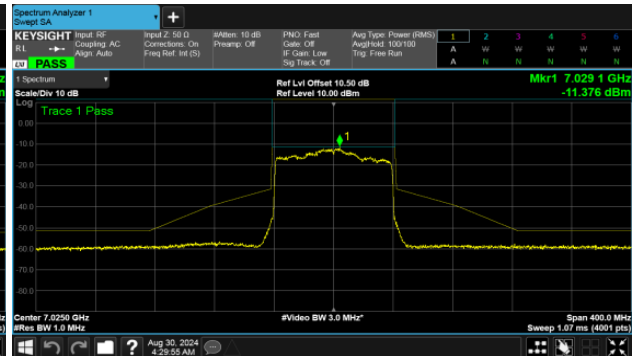 Spectrum Analyzer 1
Swept SA
+
KEYSIGHT Input: RF Input Z: 50 Ω #Atten: 10 dB PNO: Fast Avg Type: Power (RMS) 1 2 3 4 5 6
R L Coupling: AC Corrections: On Preamp: Off Gate: Off Avg|Hold: 100/100 A W W W W W
Align: Auto Freq Ref: Int (S) IF Gain: Low Trig: Free Run
LW PASS Sig Track: Off A N N N N N
1 Spectrum Ref Lvl Offset 10.50 dB Mkr1 7.029 1 GHz
Scale/Div 10 dB Ref Level 10.00 dBm -11.376 dBm
Log
Trace 1 Pass
0.00
1
-10.0
-20.0
-30.0
-40.0
-50.0
-60.0
-70.0
-80.0
Center 7.0250 GHz #Video BW 3.0 MHz* Span 400.0 MHz
#Res BW 1.0 MHz Sweep 1.07 ms (4001 pts)
? Aug 30, 2024
4:29:55 AM